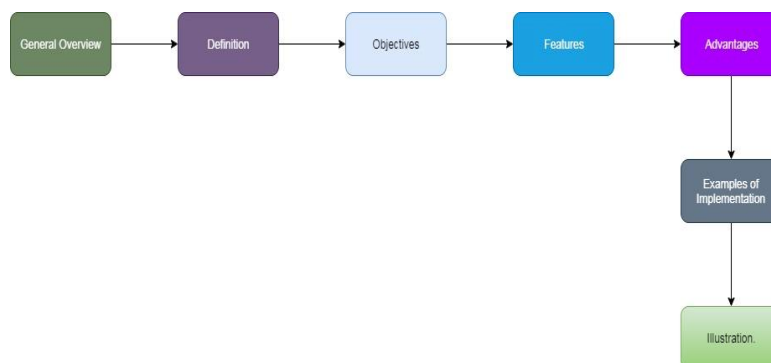 General Overview
Definition
Objectives
Features
Advantages
Examples of
Implementation
Illustration.